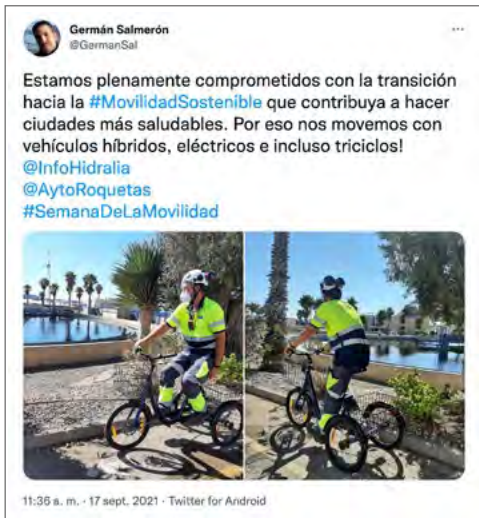 Germán Salmerón
@GermanSal
Estamos plenamente comprometidos con la transición
hacia la #MovilidadSostenible que contribuya a hacer
ciudades más saludables. Por eso nos movemos con
vehículos híbridos, eléctricos e incluso triciclos!
@InfoHidralia
@AytoRoquetas
#SemanaDeLaMovilidad
11:36 a. m. · 17 sept. 2021 · Twitter for Android